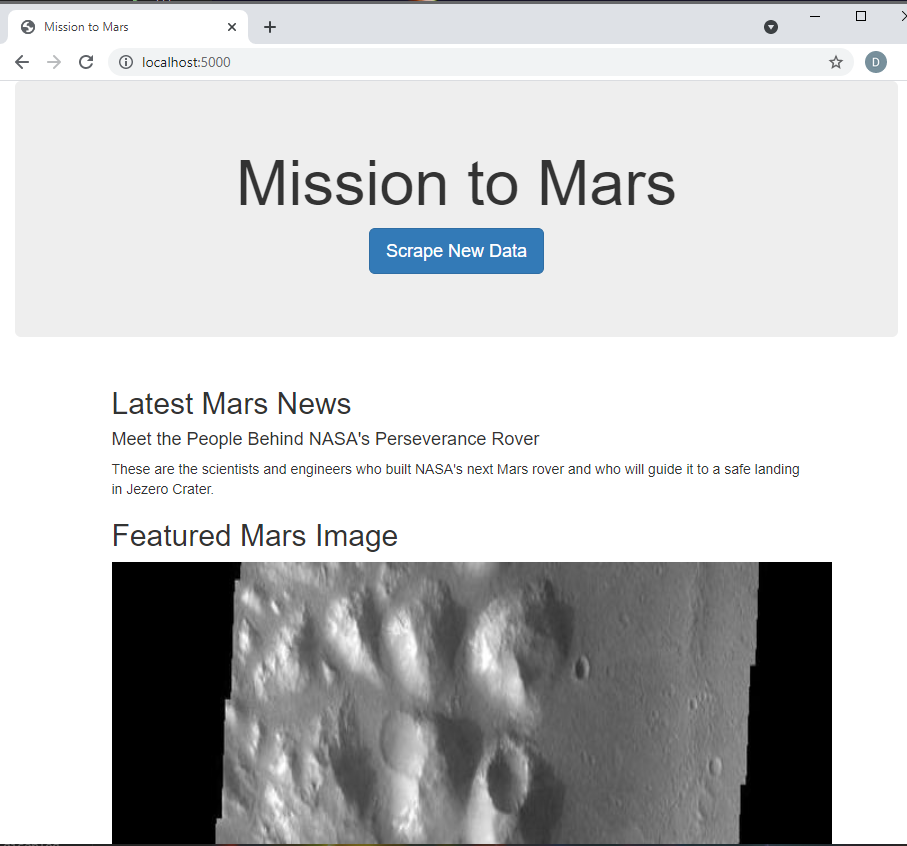 Mission to Mars
localhost:5000
D
Mission to Mars
Scrape New Data
Latest Mars News
Meet the People Behind NASA's Perseverance Rover
These are the scientists and engineers who built NASA's next Mars rover and who will guide it to a safe landing
in Jezero Crater.
Featured Mars Image